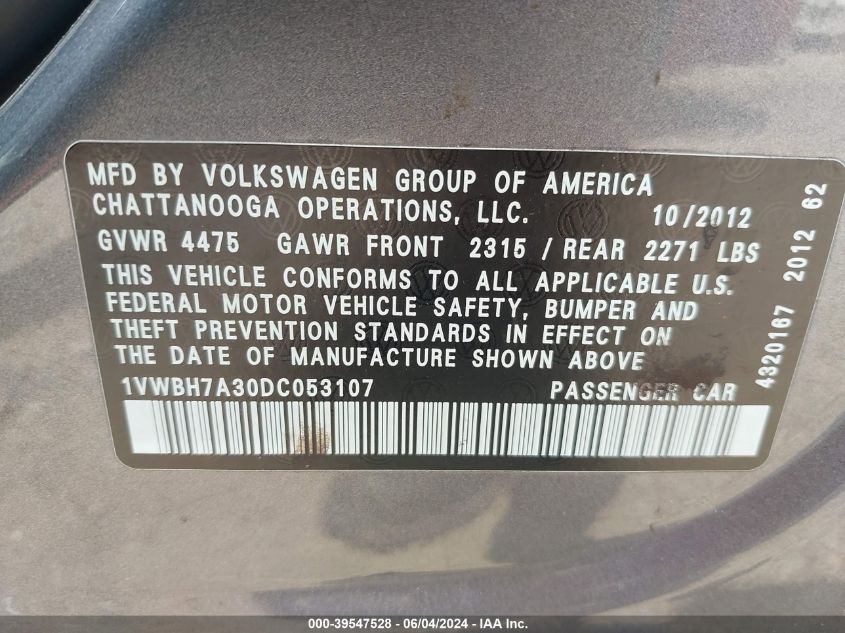 MFD BY VOLKSWAGEN GROUP OF AMERICA
CHATTANOOGA OPERATIONS, LLC. 10/2012
GVWR 4475 GAWR FRONT 2315 / REAR 2271 LBS
THIS VEHICLE CONFORMS TO ALL APPLICABLE U.S.
FEDERAL MOTOR VEHICLE SAFETY, BUMPER AND
THEFT PREVENTION STANDARDS IN EFFECT ON
THE DATE OF MANUFACTURE SHOWN ABOVE
1VWBH7A30DC053107 PASSENGER CAR
4320167 2012 62
000-39547528 - 06/04/2024 - IAA Inc.